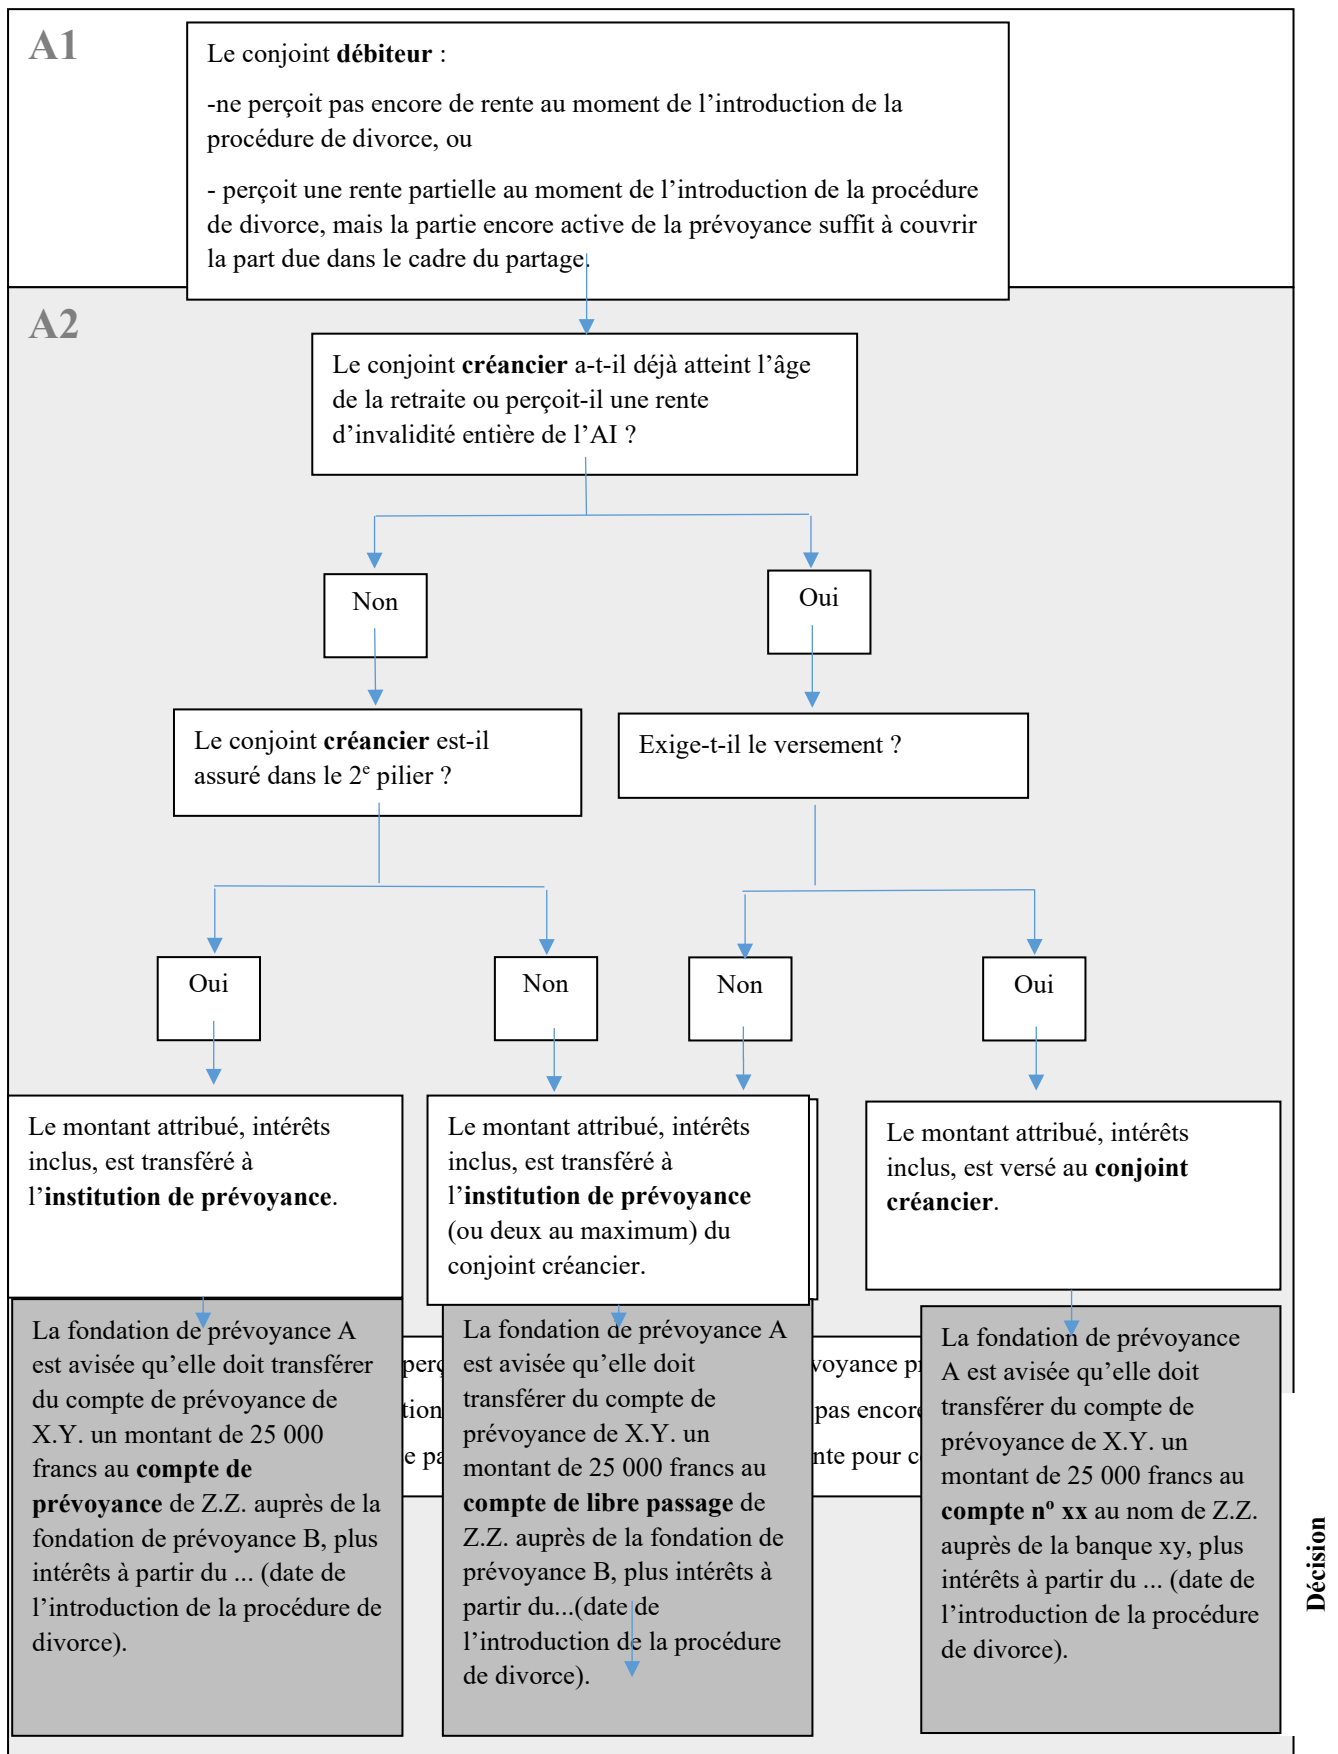 A1
Le conjoint débiteur :
-ne perçoit pas encore de rente au moment de l’introduction de la
procédure de divorce, ou
- perçoit une rente partielle au moment de l’introduction de la procédure
de divorce, mais la partie encore active de la prévoyance suffit à couvrir
la part due dans le cadre du partage.
A2
Le conjoint créancier a-t-il déjà atteint l’âge
de la retraite ou perçoit-il une rente
d’invalidité entière de l’AI ?
Non
Oui
Le conjoint créancier est-il
assuré dans le 2e pilier ?
Exige-t-il le versement ?
Oui
Non
Non
Oui
Le montant attribué, intérêts
inclus, est transféré à
l’institution de prévoyance.
Le montant attribué, intérêts
inclus, est transféré à
l’institution de prévoyance
(ou deux au maximum) du
conjoint créancier.
Le montant attribué, intérêts
inclus, est versé au conjoint
créancier.
La fondation de prévoyance A
est avisée qu’elle doit transférer
du compte de prévoyance de
X.Y. un montant de 25 000
francs au compte de
prévoyance de Z.Z. auprès de la
fondation de prévoyance B, plus
intérêts à partir du ... (date de
l’introduction de la procédure de
divorce).
La fondation de prévoyance A
est avisée qu’elle doit
transférer du compte de
prévoyance de X.Y. un
montant de 25 000 francs au
compte de libre passage de
Z.Z. auprès de la fondation de
prévoyance B, plus intérêts à
partir du...(date de
l’introduction de la procédure
de divorce).
La fondation de prévoyance
A est avisée qu’elle doit
transférer du compte de
prévoyance de X.Y. un
montant de 25 000 francs au
compte nº xx au nom de Z.Z.
auprès de la banque xy, plus
intérêts à partir du ... (date de
l’introduction de la procédure
de divorce).
pas encore
Décision